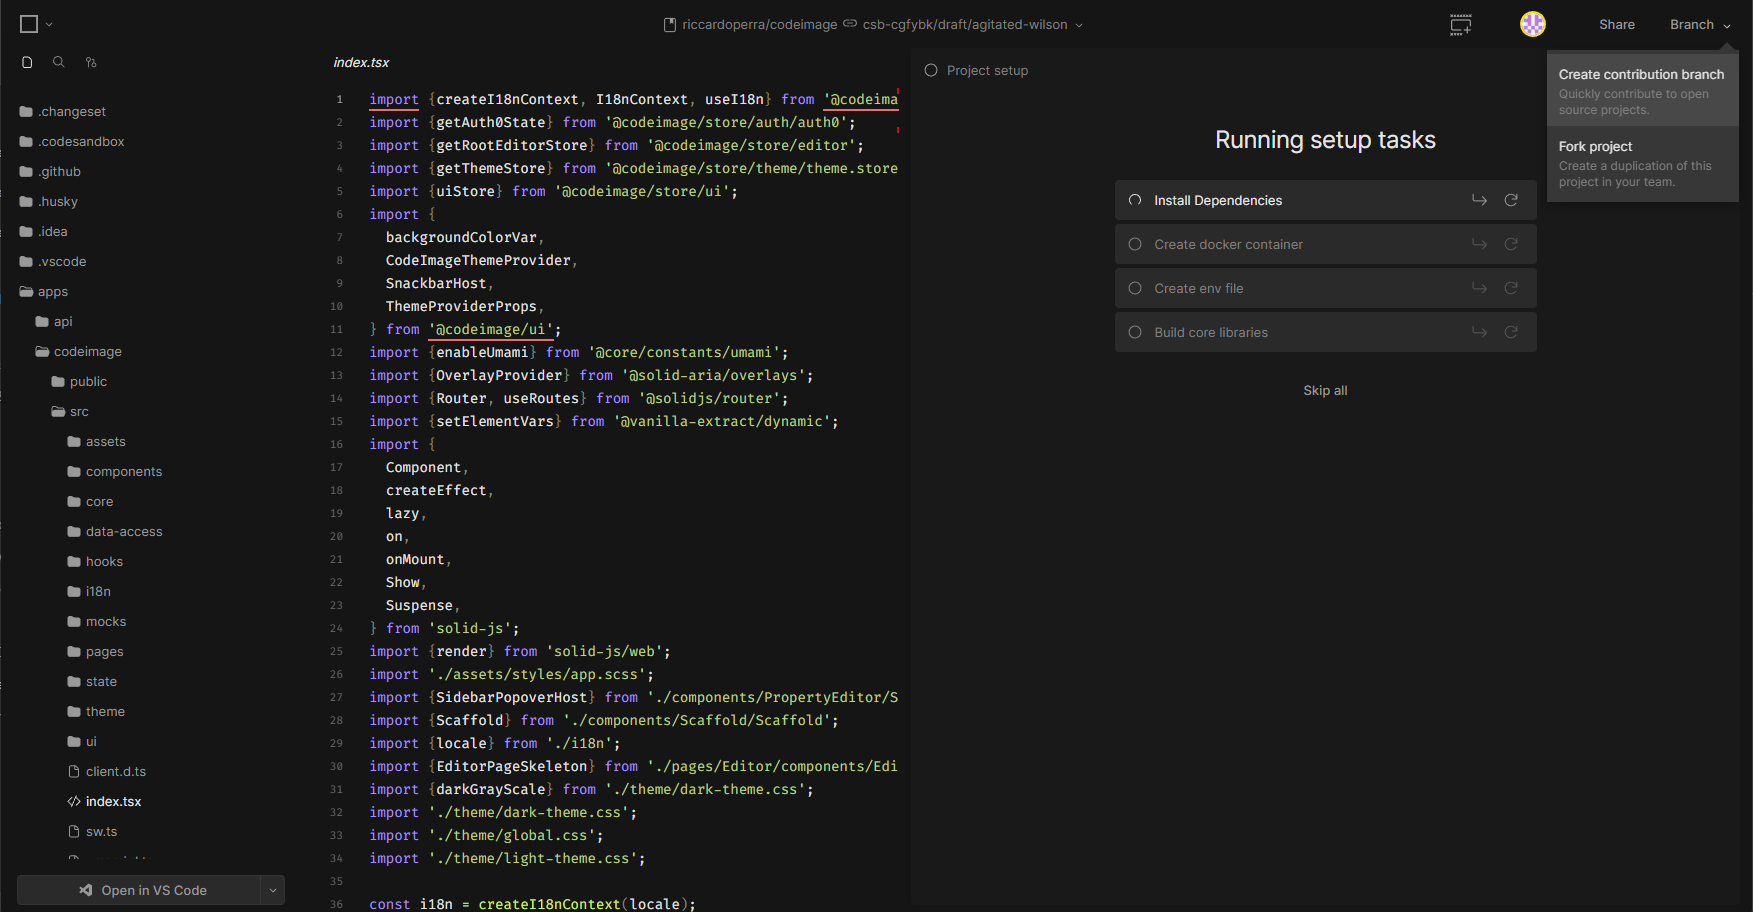 riccardoperra/codeimage csb-cgfybk/draft/agitated-wilson
Share
Branch
.changeset
.codesandbox
.github
.husky
.idea
.vscode
apps
api
codeimage
public
src
assets
components
core
data-access
hooks
i18n
mocks
pages
state
theme
ui
client.d.ts
index.tsx
sw.ts
Open in VS Code
index.tsx
1 import {createI18nContext, I18nContext, useI18n} from '@codeima
2 import {getAuth0State} from '@codeimage/store/auth/auth0';
3 import {getRootEditorStore} from '@codeimage/store/editor';
4 import {getThemeStore} from '@codeimage/store/theme/theme.store
5 import {uiStore} from '@codeimage/store/ui';
6 import {
7 backgroundColorVar,
8 CodeImageThemeProvider,
9 SnackbarHost,
10 ThemeProviderProps,
11 } from '@codeimage/ui';
12 import {enableUmami} from '@core/constants/umami';
13 import {OverlayProvider} from '@solid-aria/overlays';
14 import {Router, useRoutes} from '@solidjs/router';
15 import {setElementVars} from '@vanilla-extract/dynamic';
16 import {
17 Component,
18 createEffect,
19 lazy,
20 on,
21 onMount,
22 Show,
23 Suspense,
24 } from 'solid-js';
25 import {render} from 'solid-js/web';
26 import './assets/styles/app.scss';
27 import {SidebarPopoverHost} from './components/PropertyEditor/S
28 import {Scaffold} from './components/Scaffold/Scaffold';
29 import {locale} from './i18n';
30 import {EditorPageSkeleton} from './pages/Editor/components/Edi
31 import {darkGrayScale} from './theme/dark-theme.css';
32 import './theme/dark-theme.css';
33 import './theme/global.css';
34 import './theme/light-theme.css';
35
36 const i18n = createI18nContext(locale);
Project setup
Running setup tasks
Install Dependencies
Create docker container
Create env file
Build core libraries
Skip all
Create contribution branch
Quickly contribute to open
source projects.
Fork project
Create a duplication of this
project in your team.